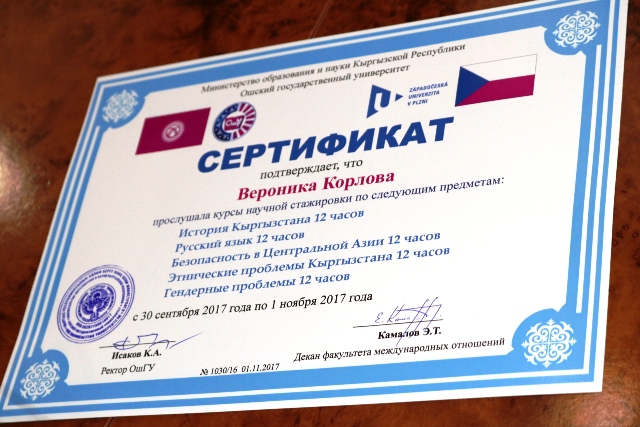 Министерство образования и науки Кыргызской Республики
Ошский государственный университет
ZÁPADOČESKÁ
UNIVERZITA
V PLZNI
СЕРТИФИКАТ
подтверждает, что
Вероника Корлова
прослушала курсы научной стажировки по следующим предметам:
История Кыргызстана 12 часов
Русский язык 12 часов
Безопасность в Центральной Азии 12 часов
Этнические проблемы Кыргызстана 12 часов
Гендерные проблемы 12 часов
с 30 сентября 2017 года по 1 ноября 2017 года
Исаков К.А.
Ректор ОшГУ
№ 1030/16 01.11.2017
Камалов Э.Т.
Декан факультета международных отношений